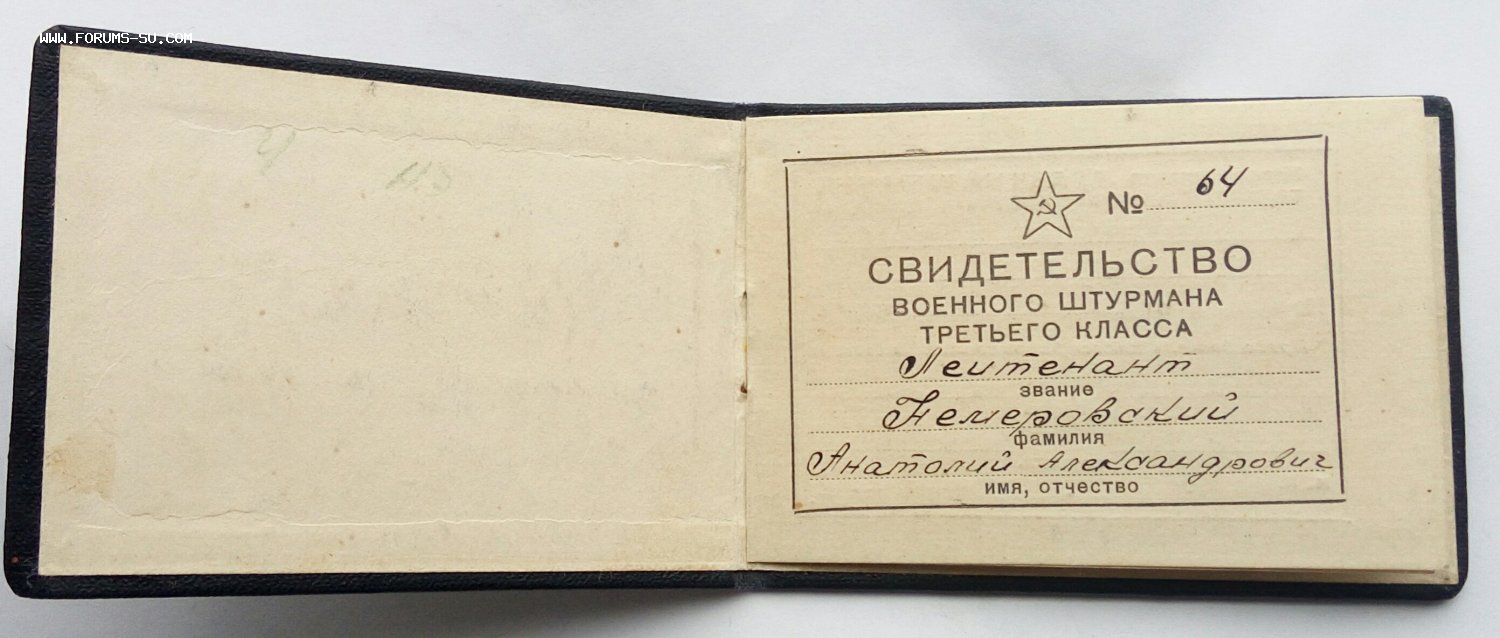 www.forums-su.com
№ 64
СВИДЕТЕЛЬСТВО
ВОЕННОГО ШТУРМАНА
ТРЕТЬЕГО КЛАССА
Лейтенант
звание
Немеровский
фамилия
Анатолий Александрович
имя, отчество